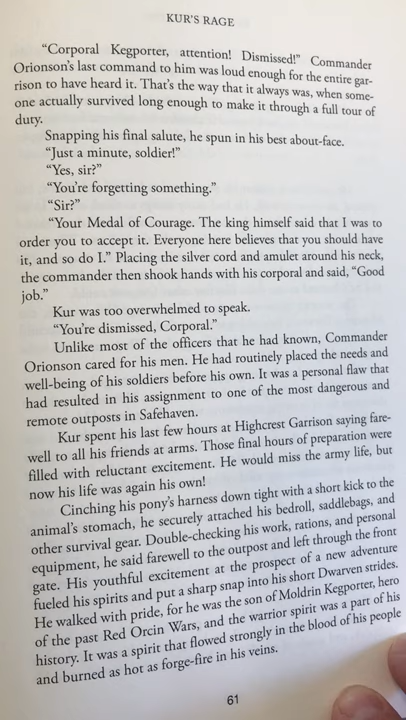 KUR'S RAGE
"Corporal Kegporter, attention! Dismissed!" Commander
Orionson's last command to him was loud enough for the entire gar-
rison to have heard it. That's the way that it always was, when some-
one actually survived long enough to make it through a full tour of
duty.
Snapping his final salute, he spun in his best about-face.
"Just a minute, soldier!"
"Yes, sir?"
"You're forgetting something."
"Sir?"
"Your Medal of Courage. The king himself said that I was to
order you to accept it. Everyone here believes that you should have
it, and so do I." Placing the silver cord and amulet around his neck,
the commander then shook hands with his corporal and said, "Good
job."
Kur was too overwhelmed to speak.
"You're dismissed, Corporal."
Unlike most of the officers that he had known, Commander
Orionson cared for his men. He had routinely placed the needs and
well-being of his soldiers before his own. It was a personal flaw that
had resulted in his assignment to one of the most dangerous and
remote outposts in Safehaven.
Kur spent his last few hours at Highcrest Garrison saying fare-
well to all his friends at arms. Those final hours of preparation were
filled with reluctant excitement. He would miss the army life, but
now his life was again his own!
Cinching his pony's harness down tight with a short kick to the
animal's stomach, he securely attached his bedroll, saddlebags, and
other survival gear. Double-checking his work, rations, and personal
equipment, he said farewell to the outpost and left through the front
gate. His youthful excitement at the prospect of a new adventure
fueled his spirits and put a sharp snap into his short Dwarven strides.
He walked with pride, for he was the son of Moldrin Kegporter, hero
of the past Red Orcin Wars, and the warrior spirit was a part of his
history. It was a spirit that flowed strongly in the blood of his people
and burned as hot as forge-fire in his veins.
61